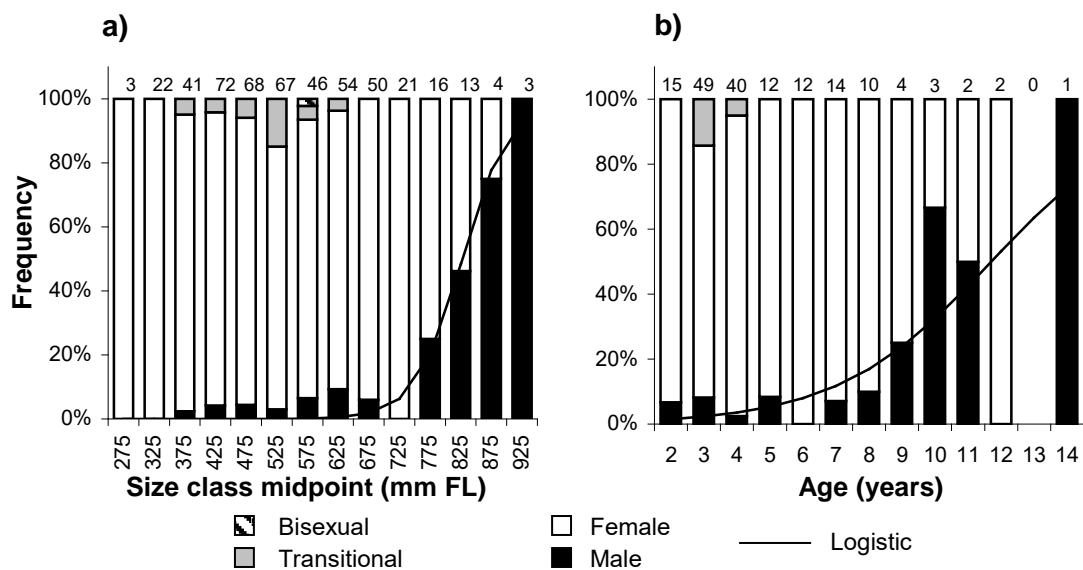 a)
b)
3 22 41 72 68 67 46 54 50 21 16 13 4 3
15 49 40 12 12 14 10 4 3 2 2 0 1
100%
80%
60%
40%
20%
0%
Frequency
100%
80%
60%
40%
20%
0%
275 325 375 425 475 525 575 625 675 725 775 825 875 925
2 3 4 5 6 7 8 9 10 11 12 13 14
Size class midpoint (mm FL)
Age (years)
Bisexual
Female
Logistic
Transitional
Male